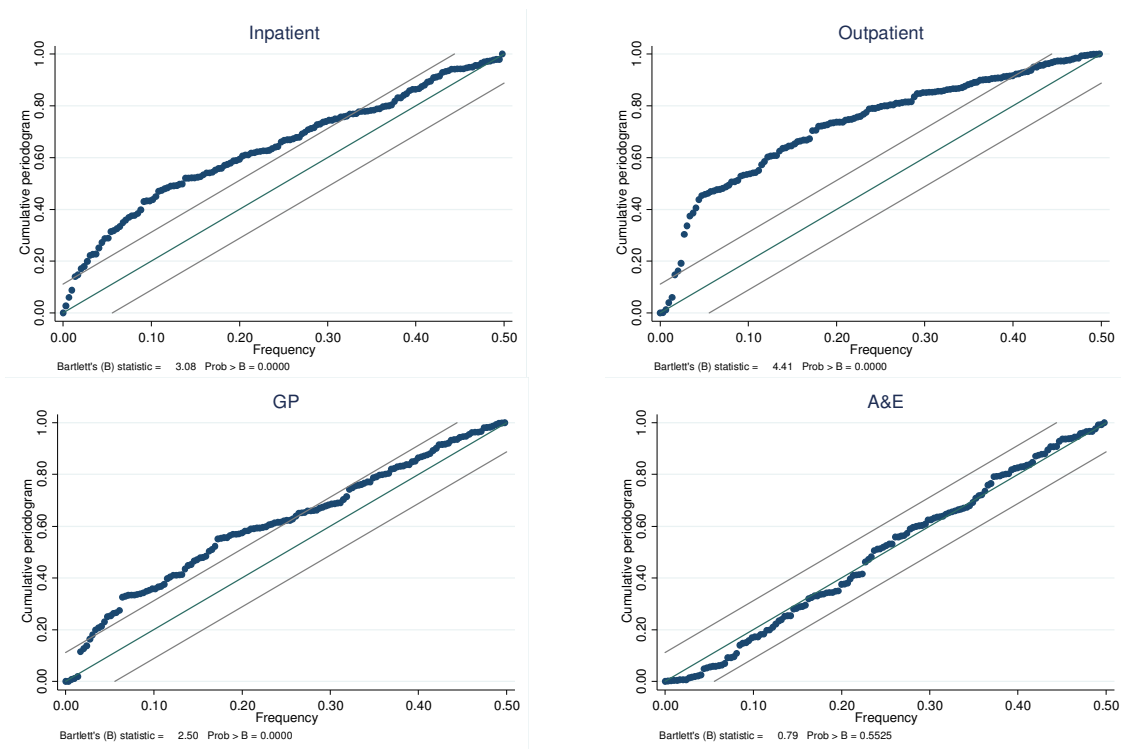 Inpatient
Cumulative periodogram
1.00
0.80
0.60
0.40
0.20
0.00
0.00 0.10 0.20 0.30 0.40 0.50
Frequency
Bartlett's (B) statistic = 3.08 Prob > B = 0.0000
Outpatient
Cumulative periodogram
1.00
0.80
0.60
0.40
0.20
0.00
0.00 0.10 0.20 0.30 0.40 0.50
Frequency
Bartlett's (B) statistic = 4.41 Prob > B = 0.0000
GP
Cumulative periodogram
1.00
0.80
0.60
0.40
0.20
0.00
0.00 0.10 0.20 0.30 0.40 0.50
Frequency
Bartlett's (B) statistic = 2.50 Prob > B = 0.0000
A&E
Cumulative periodogram
1.00
0.80
0.60
0.40
0.20
0.00
0.00 0.10 0.20 0.30 0.40 0.50
Frequency
Bartlett's (B) statistic = 0.79 Prob > B = 0.5525